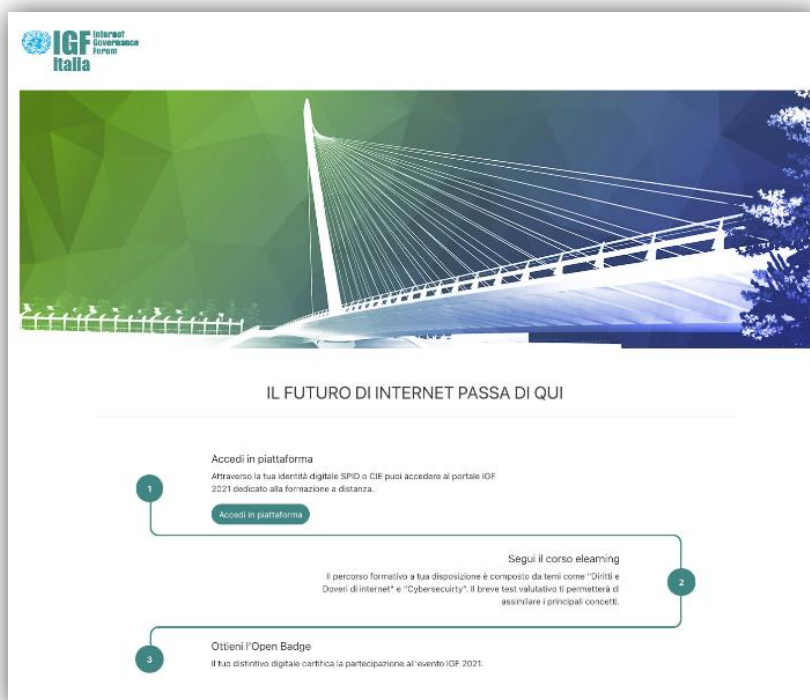 IGF Internet
Governance
Forum
Italia
IL FUTURO DI INTERNET PASSA DI QUI
1
Accedi in piattaforma
Attraverso la tua identità digitale SPID o CIE puoi accedere al portale IGF
2021 dedicato alla formazione a distanza.
Accedi in piattaforma
Segui il corso elearning
2
Il percorso formativo a tua disposizione è composto da temi come "Diritti e
Doveri di internet" e "Cybersecuirty". Il breve test valutativo ti permetterà di
assimilare i principali concetti.
3
Ottieni l'Open Badge
Il tuo distintivo digitale certifica la partecipazione all'evento IGF 2021.